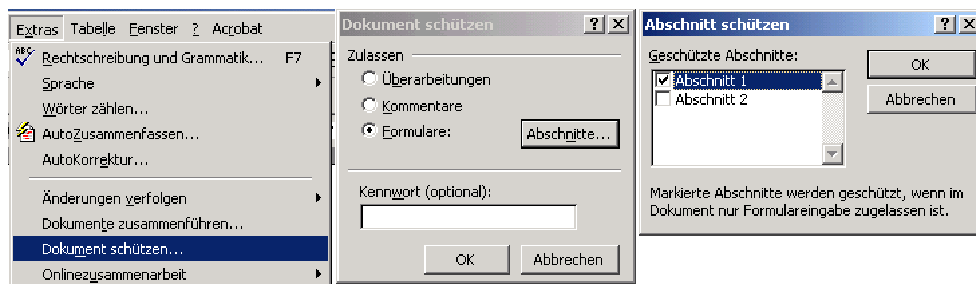 Extras Tabelle Fenster ? Acrobat
ABC Rechtschreibung und Grammatik... F7
Sprache
Wörter zählen...
AutoZusammenfassen...
AutoKorrektur...
Änderungen verfolgen
Dokumente zusammenführen...
Dokument schützen...
Onlinezusammenarbeit
Dokument schützen ? X
Zulassen
Überarbeitungen
Kommentare
Formulare: Abschnitte...
Kennwort (optional):
OK Abbrechen
Abschnitt schützen ? X
Geschützte Abschnitte:
Abschnitt 1
Abschnitt 2
OK
Abbrechen
Markierte Abschnitte werden geschützt, wenn im
Dokument nur Formulareingabe zugelassen ist.